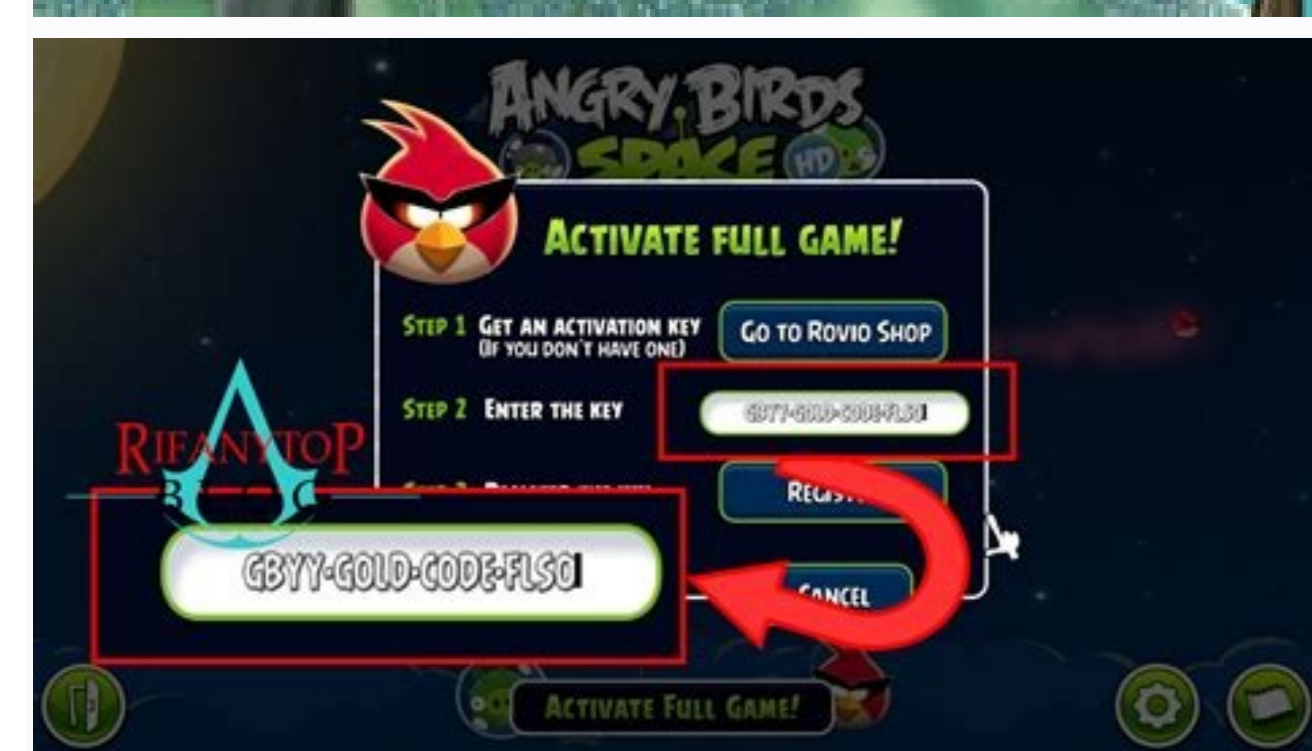 ANGRY BIRDS
SPACE HD
ACTIVATE FULL GAME!
STEP 1 GET AN ACTIVATION KEY
(IF YOU DON'T HAVE ONE)
GO TO ROVIO SHOP
STEP 2 ENTER THE KEY
GBYY-GOLD-CODE-FLSO
RIFANYTOP
BLOG
GBYY-GOLD-CODE-FLSO
CANCEL
ACTIVATE FULL GAME!